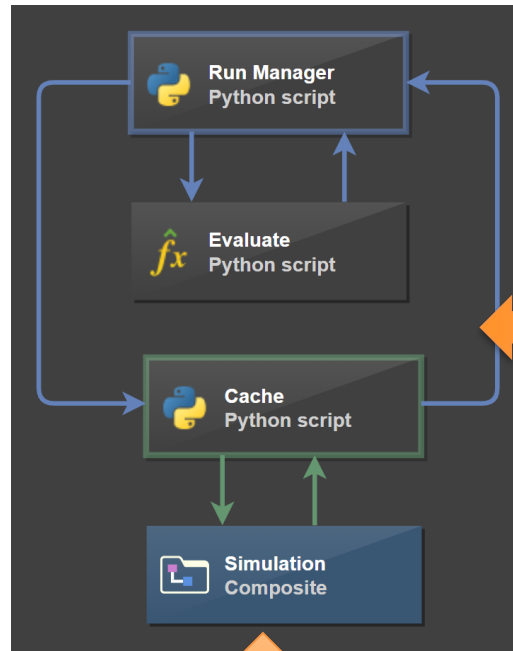 Run Manager
Python script
f̂x
Evaluate
Python script
Cache
Python script
Simulation
Composite